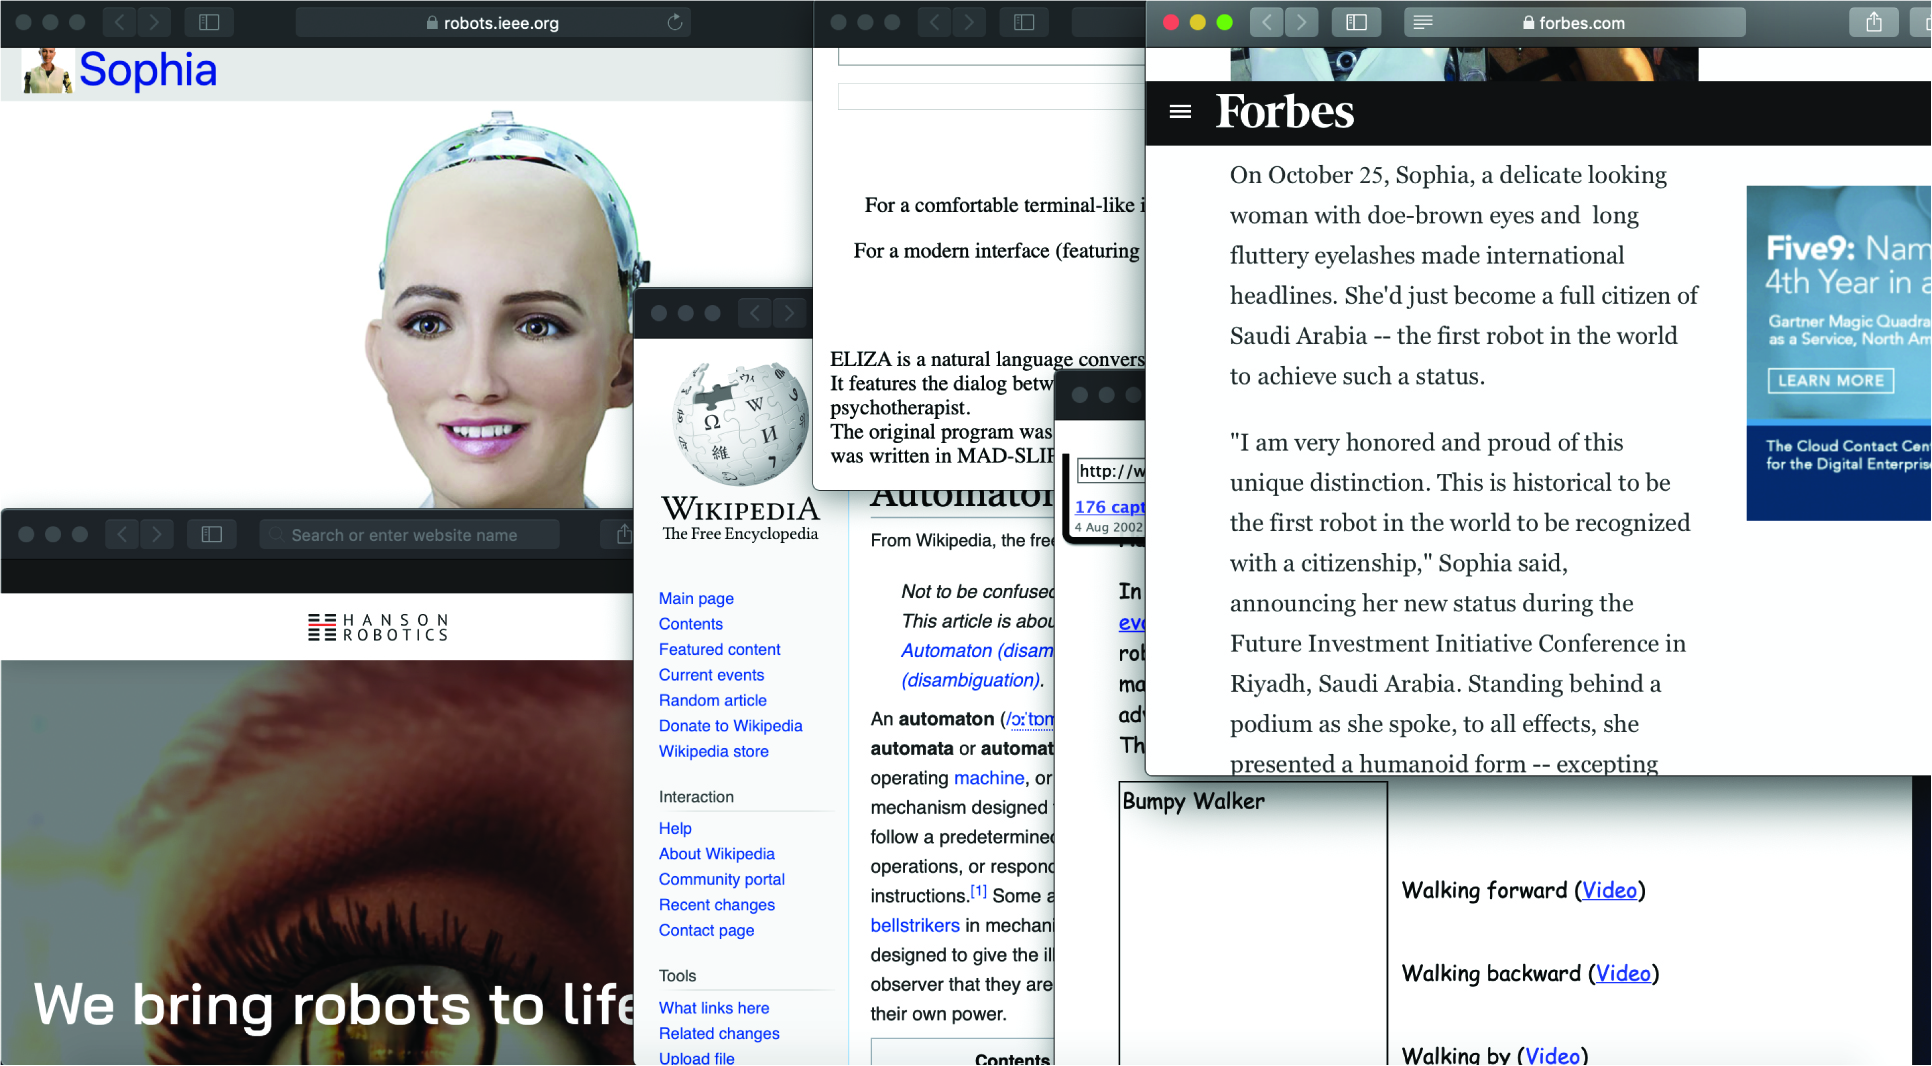 robots.ieee.org
Sophia
Search or enter website name
HANSON
ROBOTICS
We bring robots to life
WIKIPEDIA
The Free Encyclopedia
Main page
Contents
Featured content
Current events
Random article
Donate to Wikipedia
Wikipedia store
Interaction
Help
About Wikipedia
Community portal
Recent changes
Contact page
Tools
What links here
Related changes
Upload file
Automaton
From Wikipedia, the free
Not to be confused
This article is about
Automaton (disam
(disambiguation).
An automaton (/ɔːˈtɒm
automata or automat
operating machine, or
mechanism designed
follow a predetermined
operations, or respond
instructions.[1] Some a
bellstrikers in mechani
designed to give the ill
observer that they are
their own power.
Contents
For a comfortable terminal-like i
For a modern interface (featuring
ELIZA is a natural language convers
It features the dialog betw
psychotherapist.
The original program was
was written in MAD-SLIP
http://w
176 capt
4 Aug 2002
In
evo
rob
ma
adv
Th
Bumpy Walker
Walking forward (Video)
Walking backward (Video)
Walking by (Video)
forbes.com
Forbes
On October 25, Sophia, a delicate looking
woman with doe-brown eyes and long
fluttery eyelashes made international
headlines. She'd just become a full citizen of
Saudi Arabia -- the first robot in the world
to achieve such a status.
"I am very honored and proud of this
unique distinction. This is historical to be
the first robot in the world to be recognized
with a citizenship," Sophia said,
announcing her new status during the
Future Investment Initiative Conference in
Riyadh, Saudi Arabia. Standing behind a
podium as she spoke, to all effects, she
presented a humanoid form -- excepting
Five9: Nam
4th Year in a
Gartner Magic Quadra
as a Service, North Am
LEARN MORE
The Cloud Contact Cen
for the Digital Enterprise